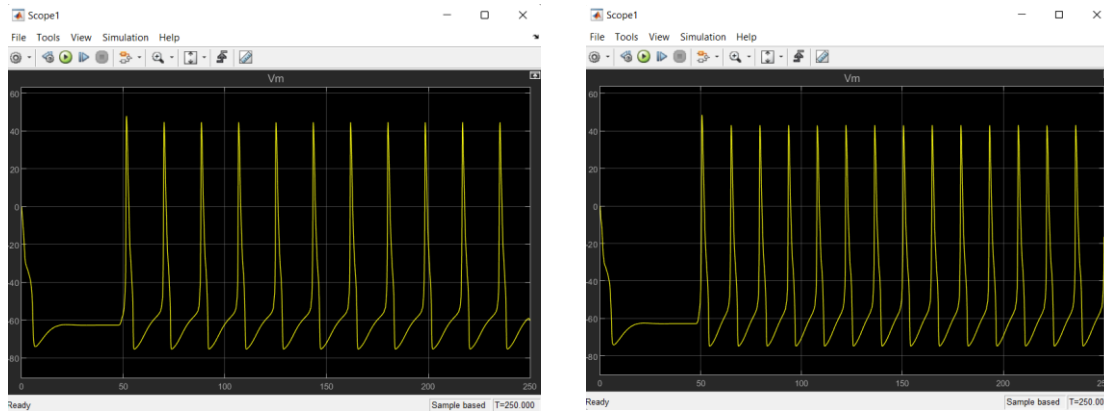 Scope1
File Tools View Simulation Help
Vm
60
40
20
0
-20
-40
-60
-80
0 50 100 150 200 250
Ready Sample based T=250.000
Scope1
File Tools View Simulation Help
Vm
60
40
20
0
-20
-40
-60
-80
0 50 100 150 200 25
Ready Sample based T=250.00